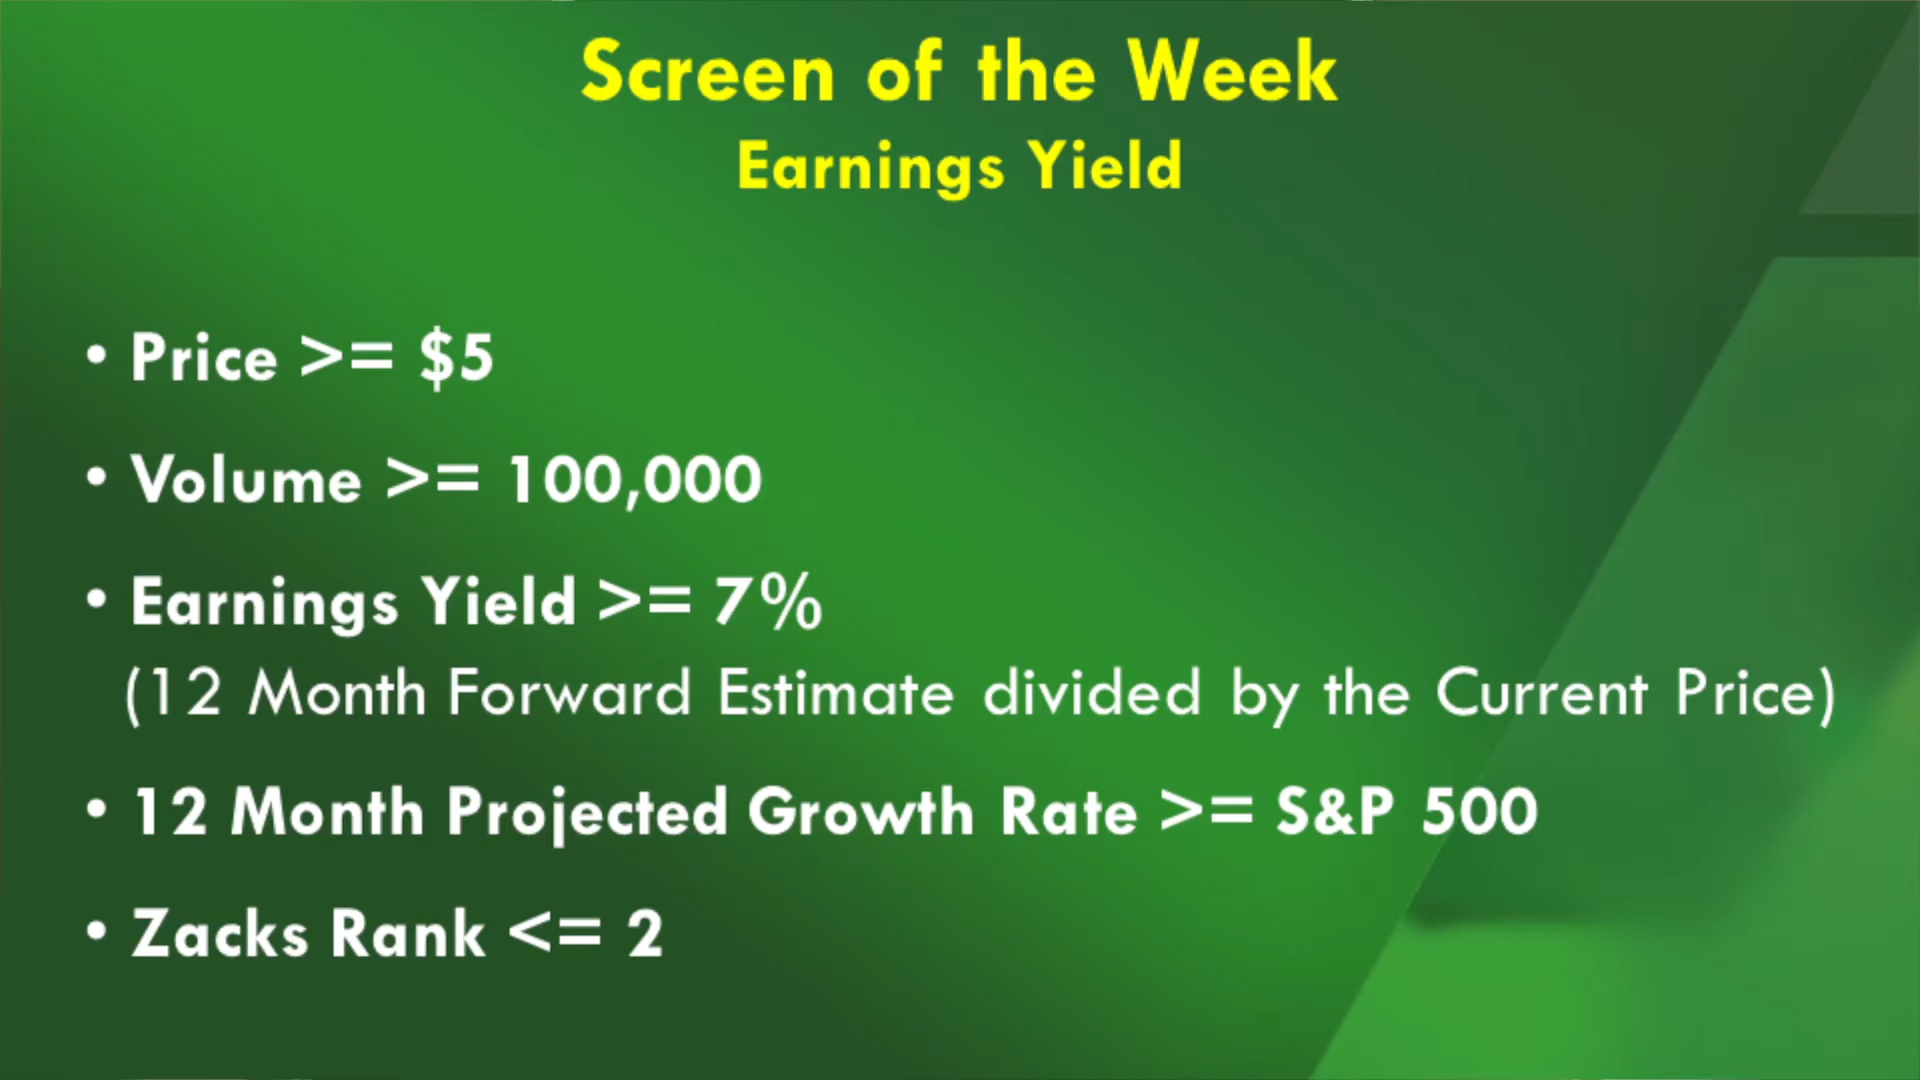 Screen of the Week
Earnings Yield
• Price >= $5
• Volume >= 100,000
• Earnings Yield >= 7%
(12 Month Forward Estimate divided by the Current Price)
• 12 Month Projected Growth Rate >= S&P 500
• Zacks Rank <= 2